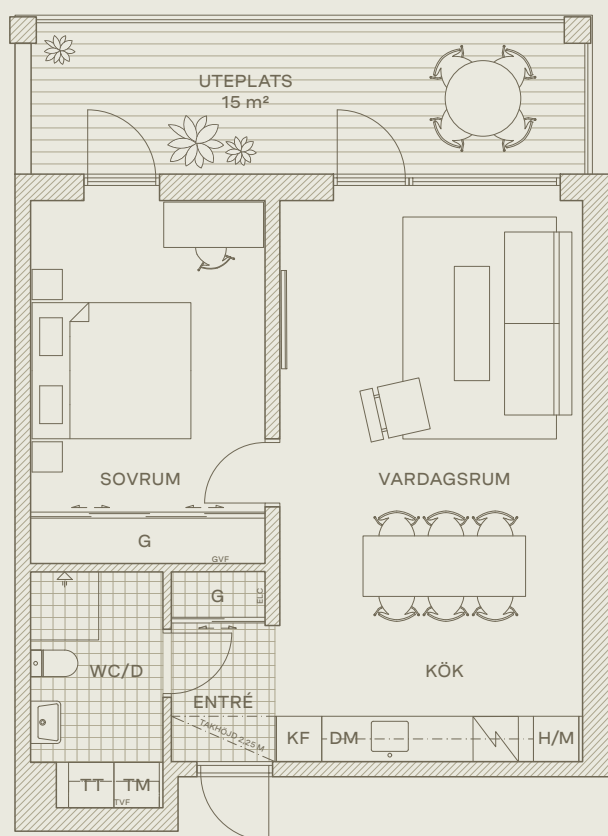 UTEPLATS
15 m²
SOVRUM
VARDAGSRUM
G
GVF
G
ELC
WC/D
KÖK
ENTRÉ
TAKHÖJD 2,25 M
KF
DM
H/M
TT
TM
TVF